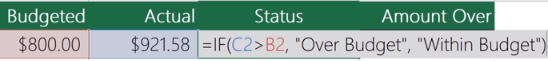 Budgeted Actual Status Amount Over
$800.00 $921.58 =IF(C2>B2, "Over Budget", "Within Budget")